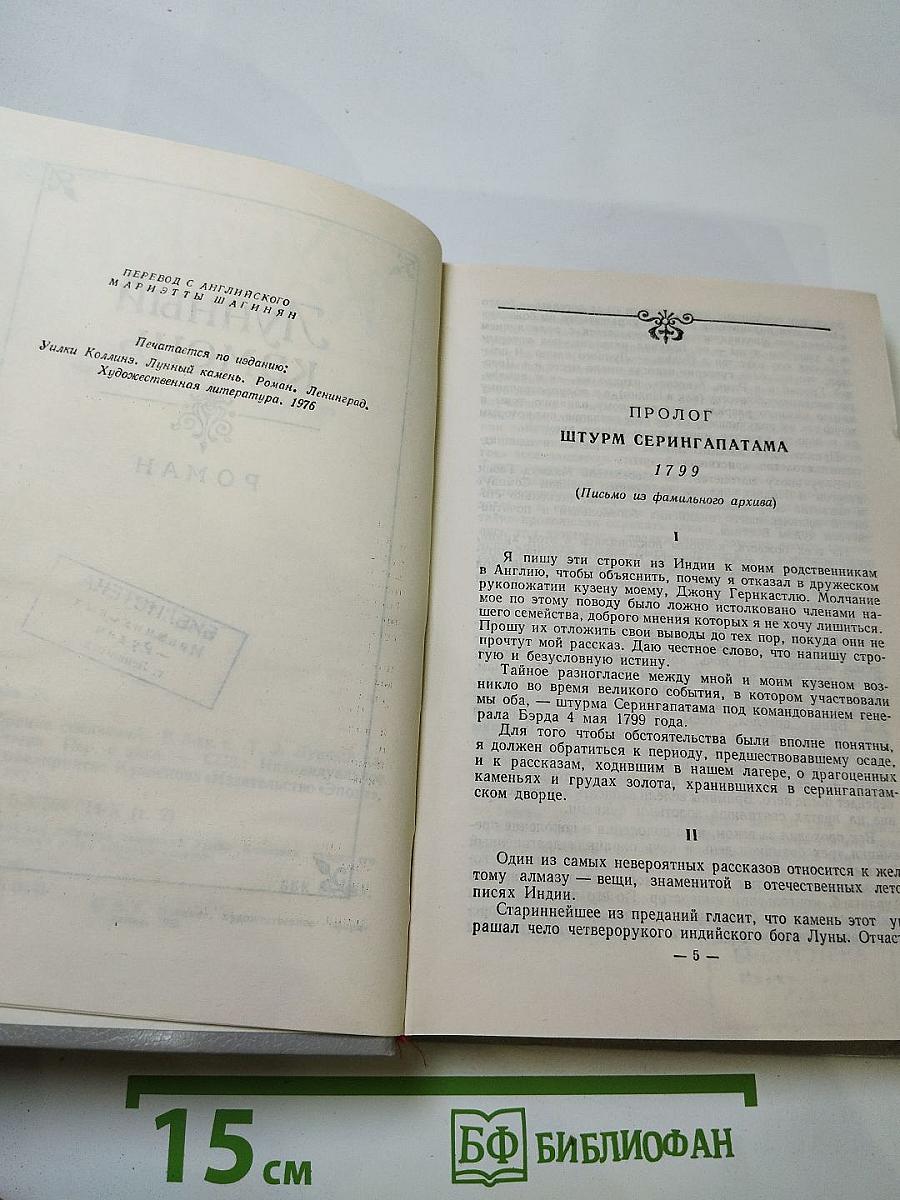 ПЕРЕВОД С АНГЛИЙСКОГО
МАРИЭТТЫ ШАГИНЯН
Печатается по изданию:
Уилки Коллинз. Лунный камень. Роман. Ленинград.
Художественная литература. 1976
ПРОЛОГ
ШТУРМ СЕРИНГАПАТАМА
1799
(Письмо из фамильного архива)
I
Я пишу эти строки из Индии к моим родственникам
в Англию, чтобы объяснить, почему я отказал в дружеском
рукопожатии кузену моему, Джону Гернкастлю. Молчание
мое по этому поводу было ложно истолковано членами на-
шего семейства, доброго мнения которых я не хочу лишиться.
Прошу их отложить свои выводы до тех пор, покуда они не
прочтут мой рассказ. Даю честное слово, что напишу стро-
гую и безусловную истину.
Тайное разногласие между мной и моим кузеном воз-
никло во время великого события, в котором участвовали
мы оба, — штурма Серингапатама под командованием гене-
рала Бэрда 4 мая 1799 года.
Для того чтобы обстоятельства были вполне понятны,
я должен обратиться к периоду, предшествовавшему осаде,
и к рассказам, ходившим в нашем лагере, о драгоценных
каменьях и грудах золота, хранившихся в серингапатам-
ском дворце.
II
Один из самых невероятных рассказов относится к жел
тому алмазу — вещи, знаменитой в отечественных лето
писях Индии.
Стариннейшее из преданий гласит, что камень этот ук
рашал чело четверорукого индийского бога Луны. Отчаст
— 5 —
ЛУННЫЙ
КАМЕНЬ
РОМАН
БИБЛИОТЕКА
15 см
БФ БИБЛИОФАН